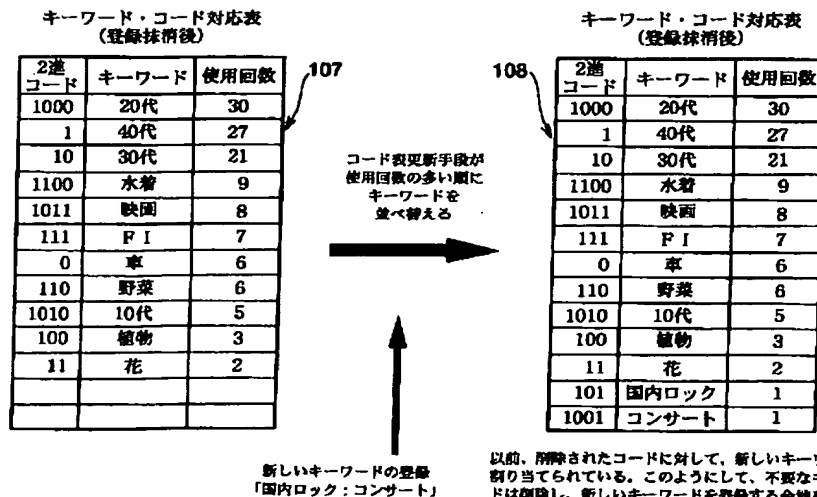 キーワード・コード対応表
(登録抹消後)
107
2進コード キーワード 使用回数
1000 20代 30
1 40代 27
10 30代 21
1100 水着 9
1011 映画 8
111 F I 7
0 車 6
110 野菜 6
1010 10代 5
100 植物 3
11 花 2
コード表更新手段が
使用回数の多い順に
キーワードを
並べ替える
新しいキーワードの登録
「国内ロック:コンサート」
キーワード・コード対応表
(登録抹消後)
108
2進コード キーワード 使用回数
1000 20代 30
1 40代 27
10 30代 21
1100 水着 9
1011 映画 8
111 F I 7
0 車 6
110 野菜 6
1010 10代 5
100 植物 3
11 花 2
101 国内ロック 1
1001 コンサート 1
以前、削除されたコードに対して、新しいキーワ
割り当てられている。このようにして、不要なキ
ドは削除し、新しいキーワードを登録する